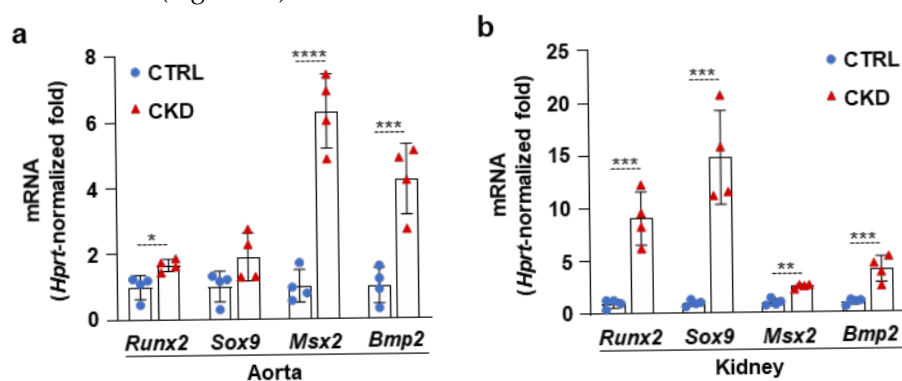 a
8
6
4
2
0
mRNA
(Hprt-normalized fold)
CTRL
CKD
*
****
***
Runx2 Sox9 Msx2 Bmp2
Aorta
b
25
20
15
10
5
0
mRNA
(Hprt-normalized fold)
CTRL
CKD
***
***
**
***
Runx2 Sox9 Msx2 Bmp2
Kidney